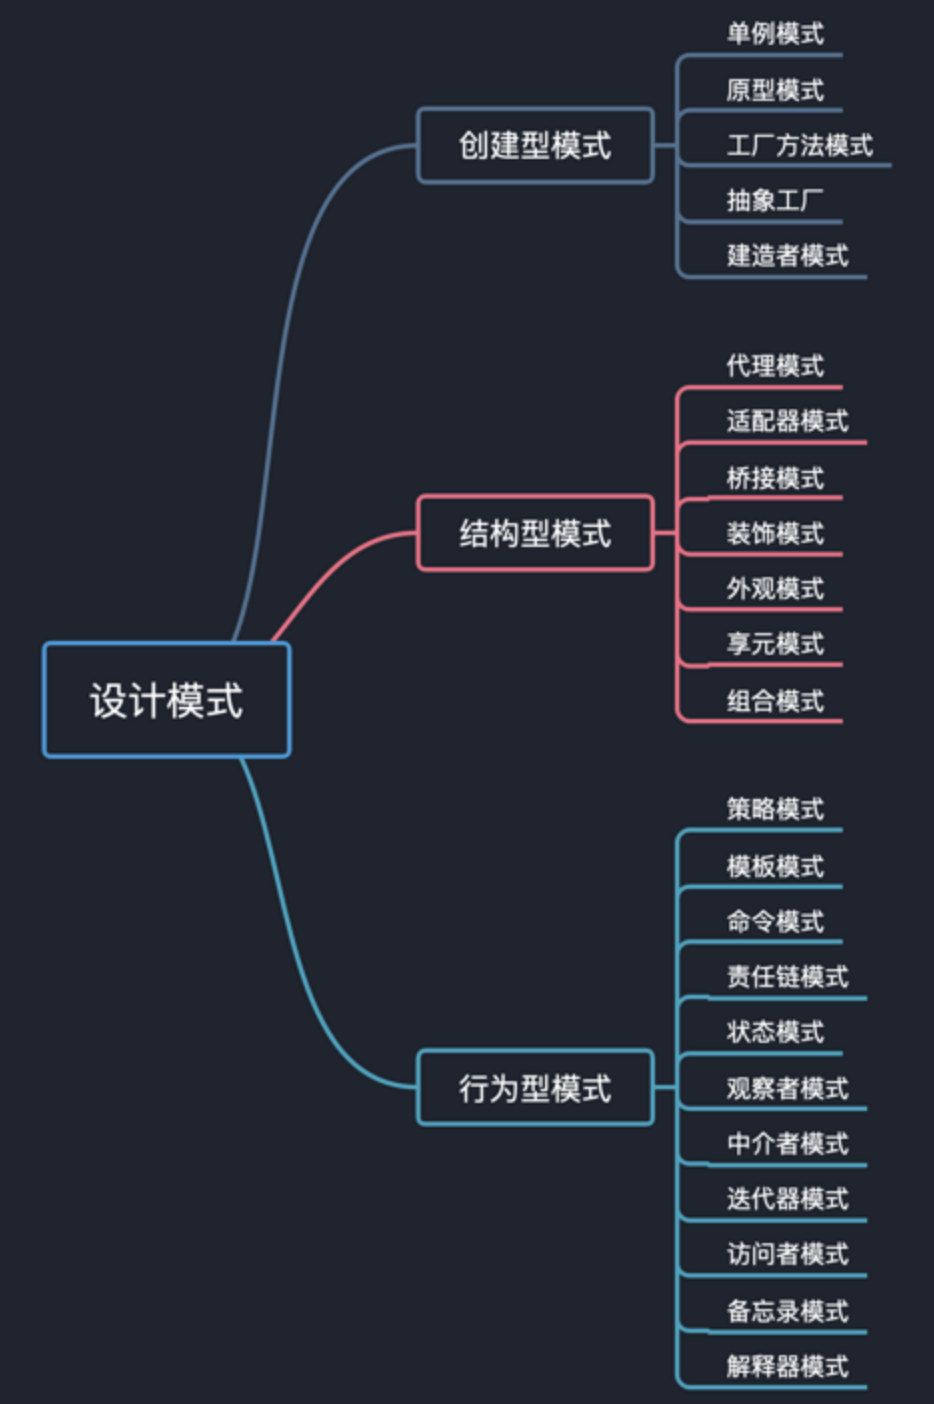 设计模式
创建型模式
单例模式
原型模式
工厂方法模式
抽象工厂
建造者模式
结构型模式
代理模式
适配器模式
桥接模式
装饰模式
外观模式
享元模式
组合模式
行为型模式
策略模式
模板模式
命令模式
责任链模式
状态模式
观察者模式
中介者模式
迭代器模式
访问者模式
备忘录模式
解释器模式